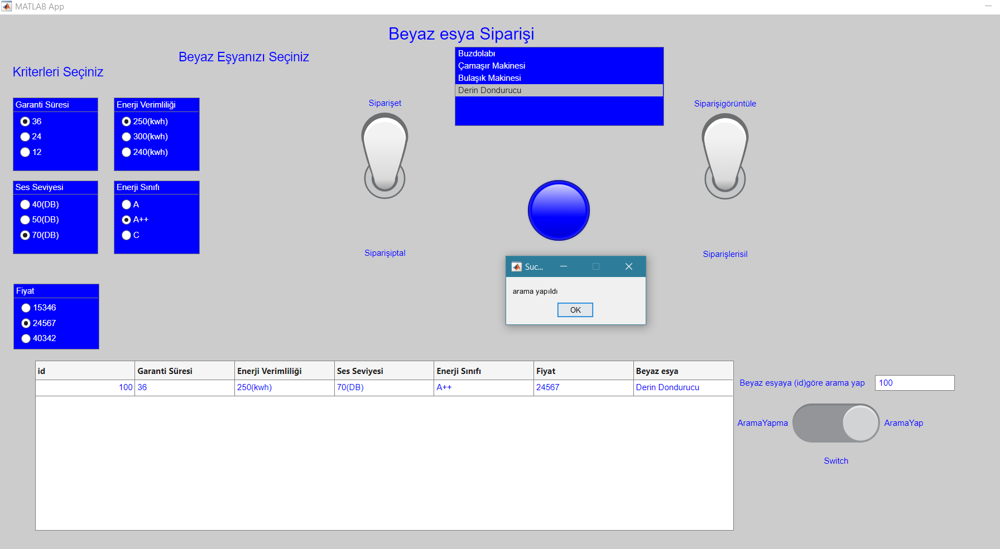 MATLAB App
Beyaz esya Siparişi
Beyaz Eşyanızı Seçiniz
Kriterleri Seçiniz
Buzdolabı
Çamaşır Makinesi
Bulaşık Makinesi
Derin Dondurucu
Garanti Süresi
36
24
12
Enerji Verimliliği
250(kwh)
300(kwh)
240(kwh)
Siparişet
Siparişigörüntüle
Ses Seviyesi
40(DB)
50(DB)
70(DB)
Enerji Sınıfı
A
A++
C
Siparişiptal
Siparişlerisil
Suc...
arama yapıldı
OK
Fiyat
15346
24567
40342
id Garanti Süresi Enerji Verimliliği Ses Seviyesi Enerji Sınıfı Fiyat Beyaz esya
100 36 250(kwh) 70(DB) A++ 24567 Derin Dondurucu
Beyaz esyaya (id)göre arama yap 100
AramaYapma AramaYap
Switch